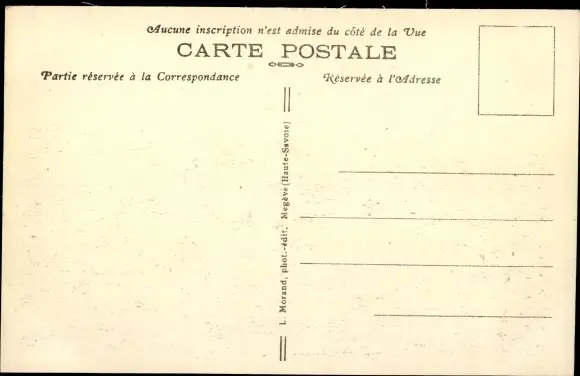 Aucune inscription n'est admise du côté de la Vue
CARTE POSTALE
Partie réservée à la Correspondance
Réservée à l'Adresse
L. Morand, phot.-édit. Megève (Haute-Savoie)